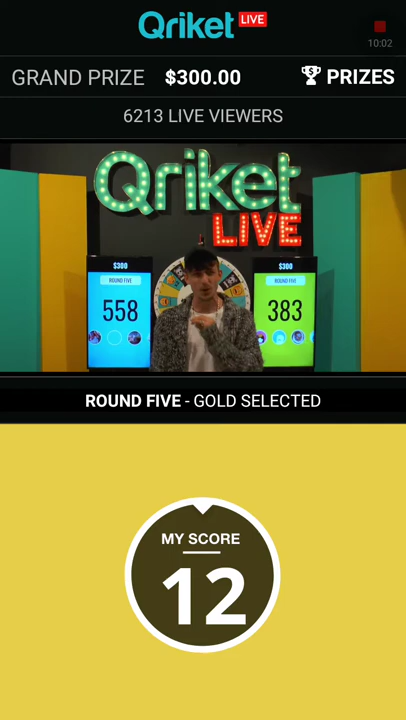 Qriket LIVE
10:02
GRAND PRIZE $300.00 PRIZES
6213 LIVE VIEWERS
Qriket
LIVE
$300
ROUND FIVE
558
$300
ROUND FIVE
383
ROUND FIVE - GOLD SELECTED
MY SCORE
12